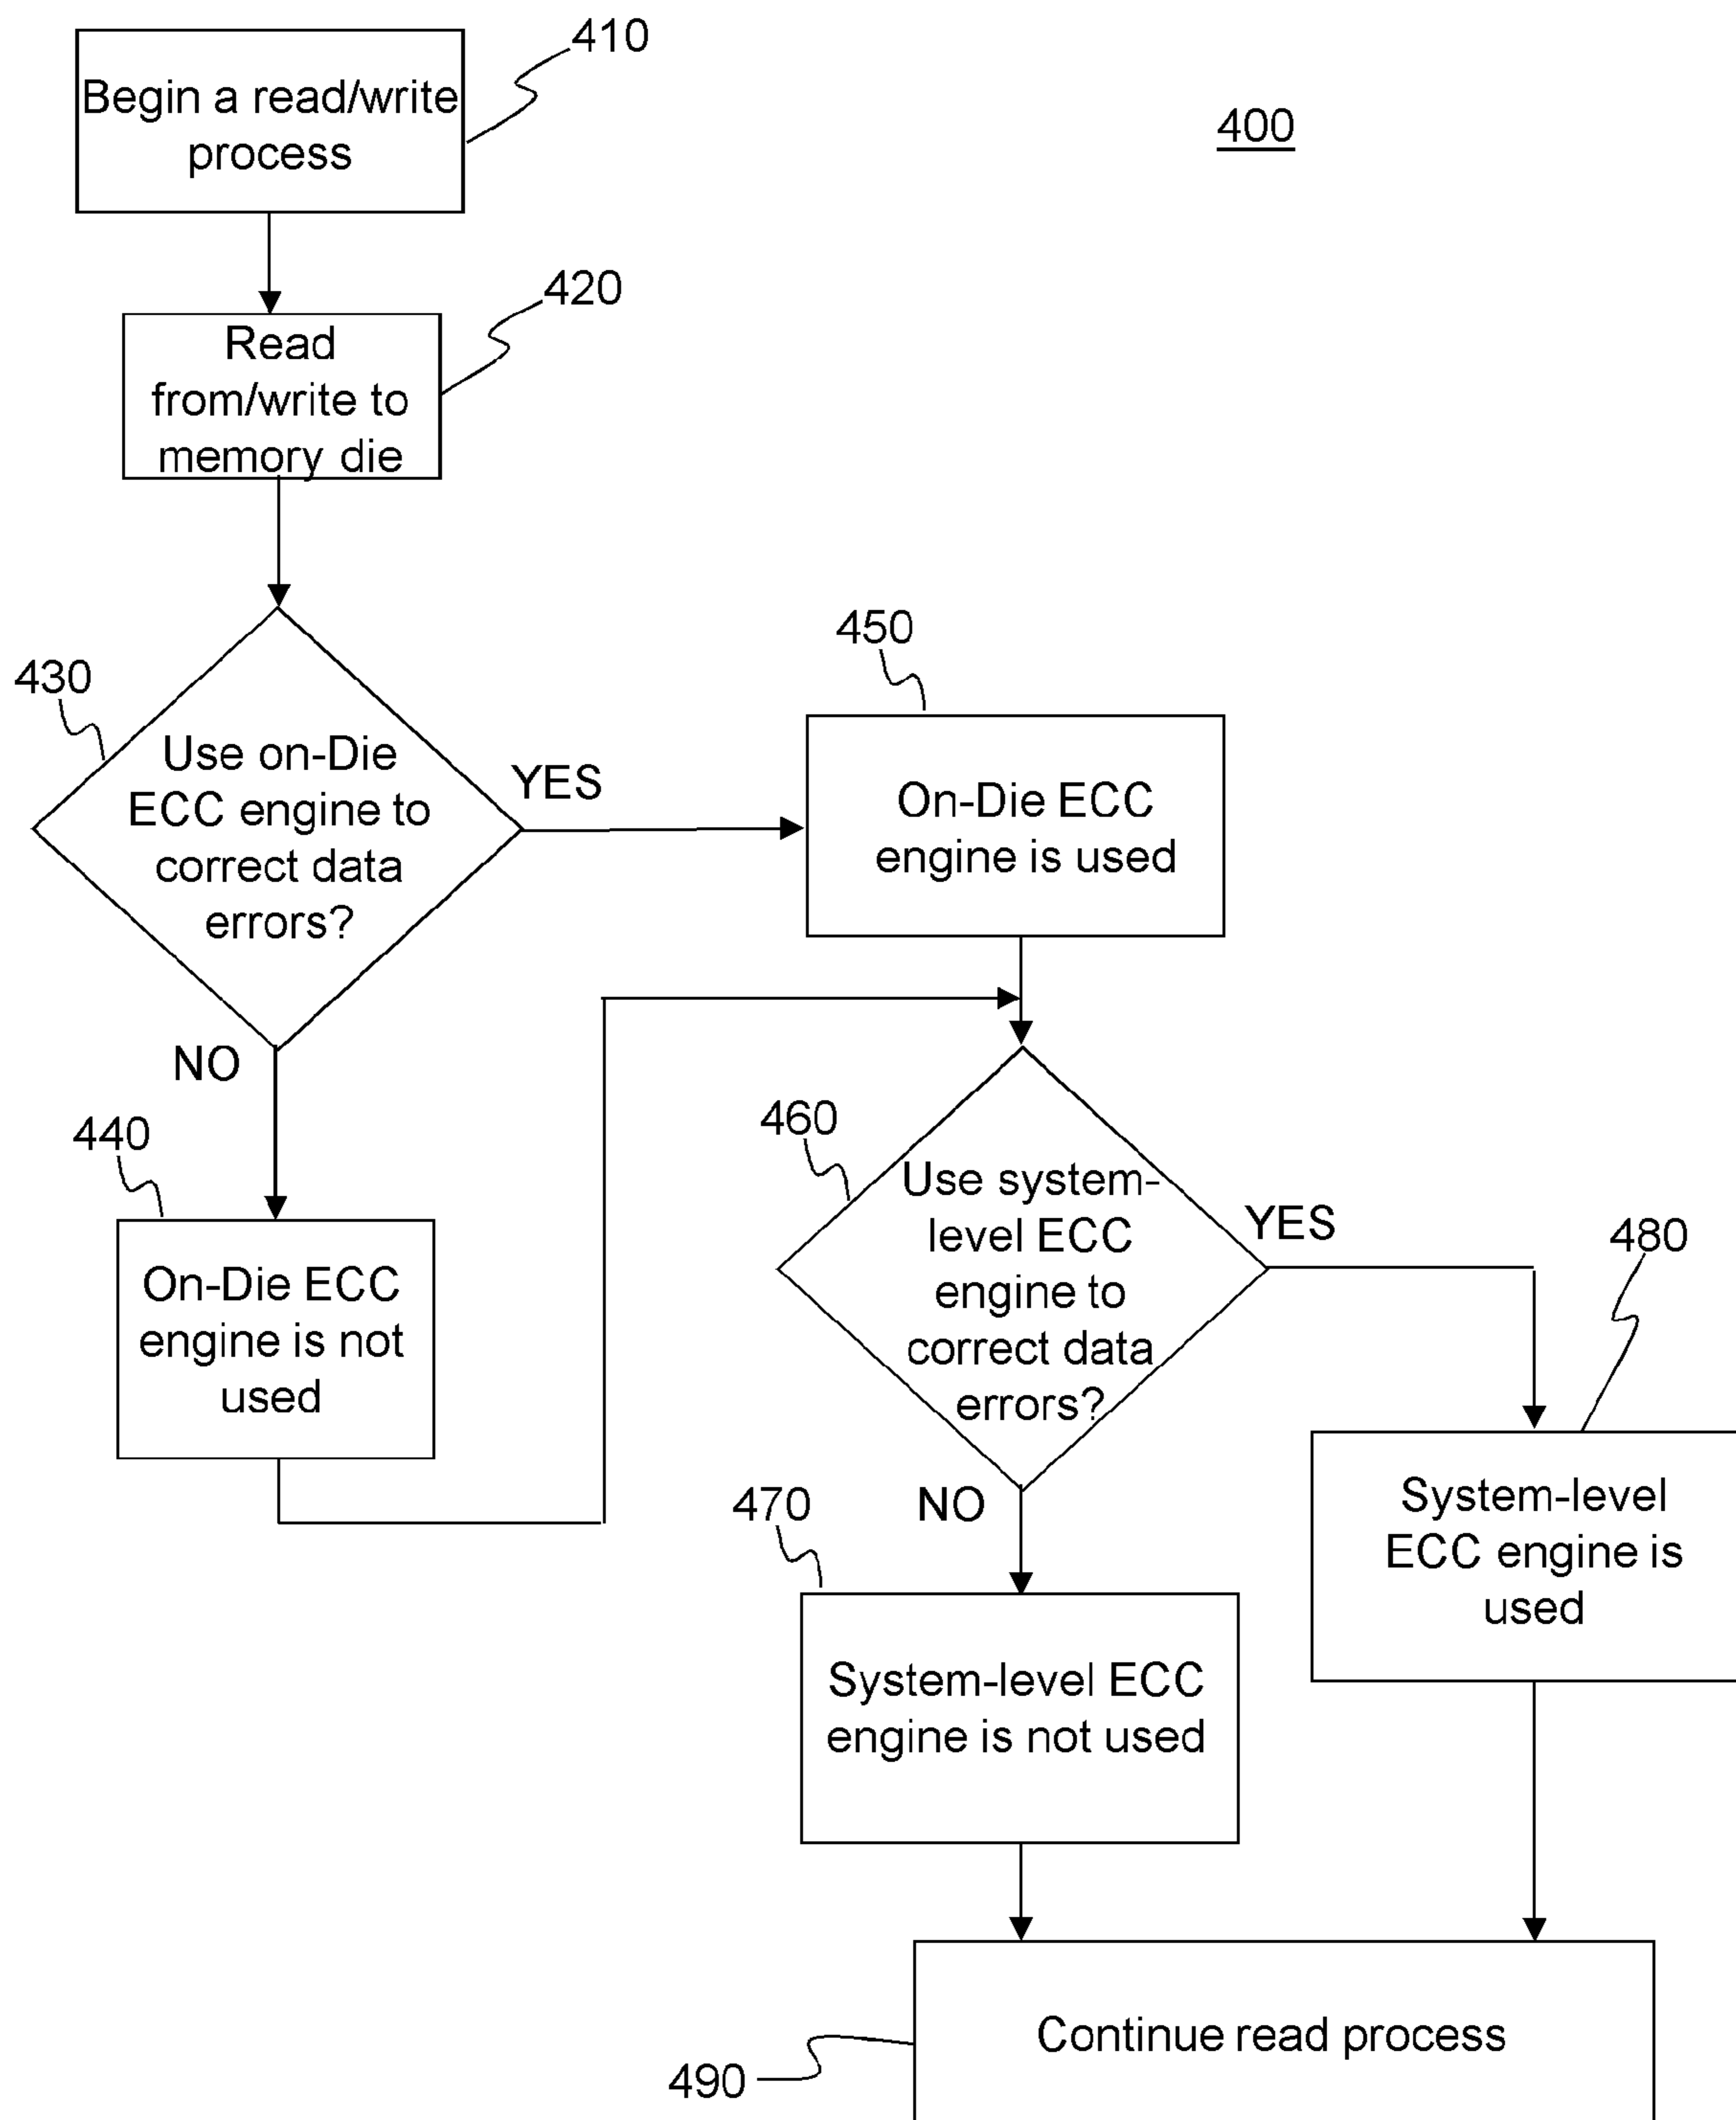 410
Begin a read/write
process
400
420
Read
from/write to
memory die
430
Use on-Die
ECC engine to
correct data
errors?
YES
450
On-Die ECC
engine is used
NO
440
On-Die ECC
engine is not
used
460
Use system-
level ECC
engine to
correct data
errors?
YES
480
System-level
ECC engine is
used
NO
470
System-level ECC
engine is not used
Continue read process
490